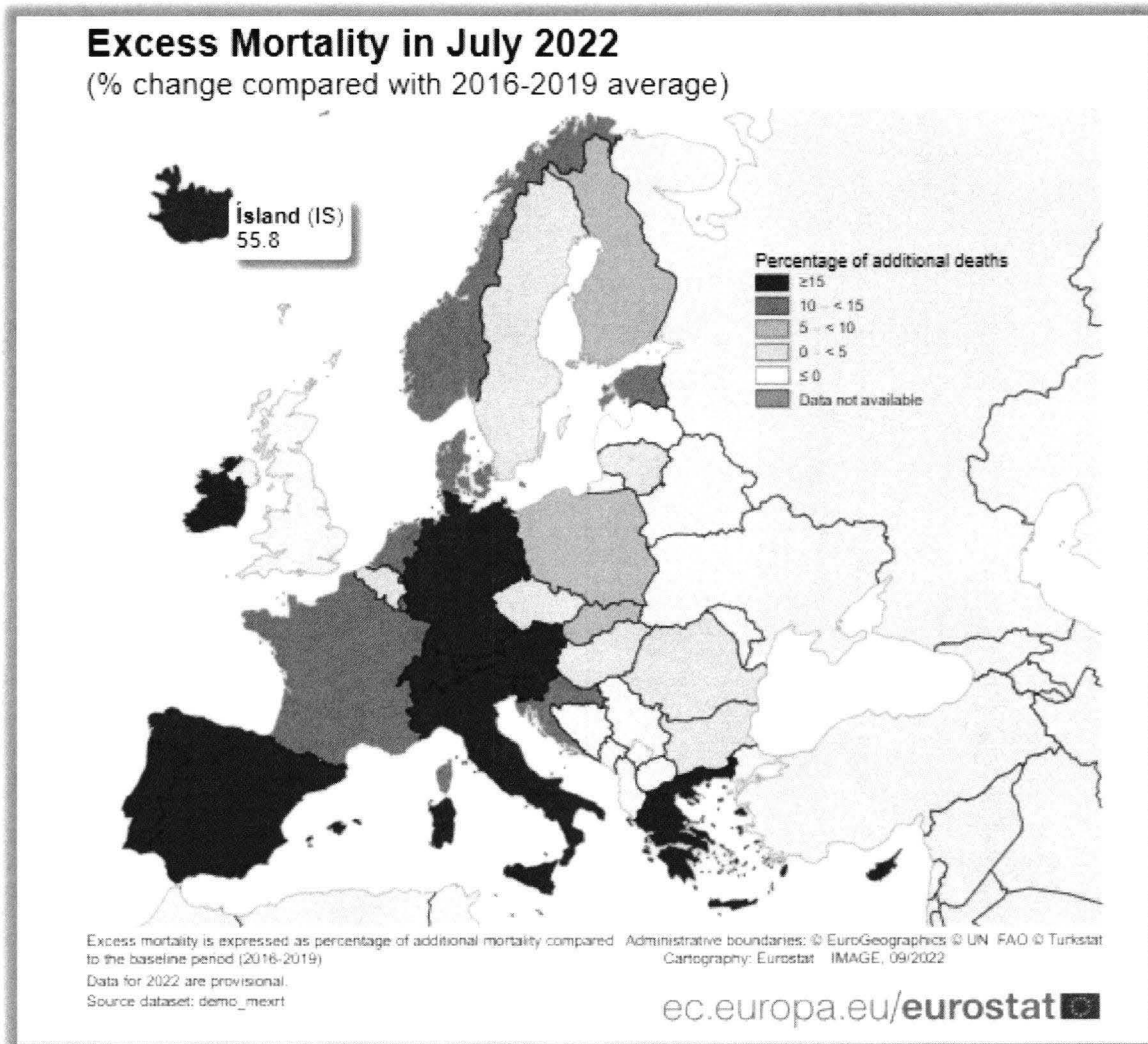 Excess Mortality in July 2022
(% change compared with 2016-2019 average)
Ísland (IS)
55.8
Percentage of additional deaths
≥15
10 – < 15
5 – < 10
0 – < 5
≤ 0
Data not available
Excess mortality is expressed as percentage of additional mortality compared
to the baseline period (2016-2019)
Data for 2022 are provisional.
Source dataset: demo_mexrt
Administrative boundaries: © EuroGeographics © UN FAO © Turkstat
Cartography: Eurostat IMAGE, 09/2022
ec.europa.eu/eurostat